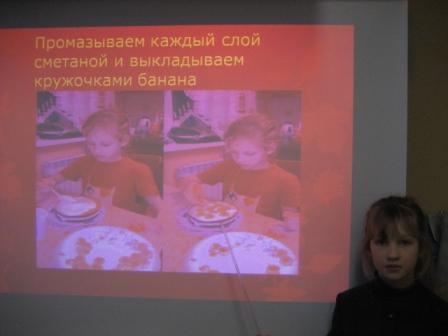 Промазываем каждый слой
сметаной и выкладываем
кружочками банана